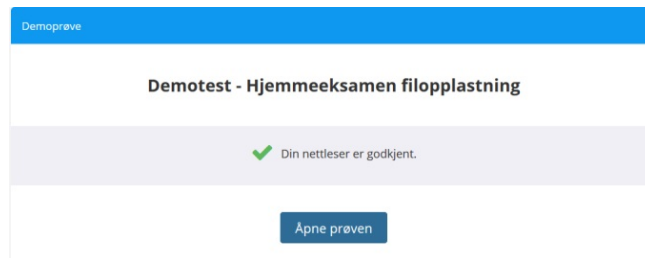 Demoprøve
Demotest - Hjemmeeksamen filopplastning
Din nettleser er godkjent.
Åpne prøven